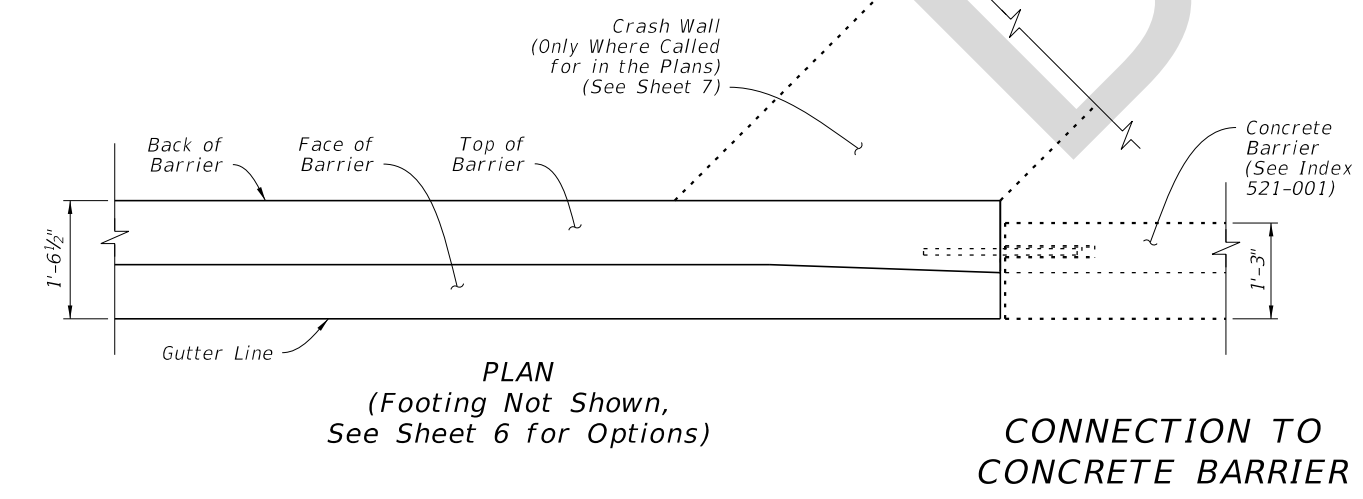 Crash Wall
(Only Where Called
for in the Plans)
(See Sheet 7)
Back of
Barrier
Face of
Barrier
Top of
Barrier
Concrete
Barrier
(See Index
521-001)
1'-6½"
1'-3"
Gutter Line
PLAN
(Footing Not Shown,
See Sheet 6 for Options)
CONNECTION TO
CONCRETE BARRIER